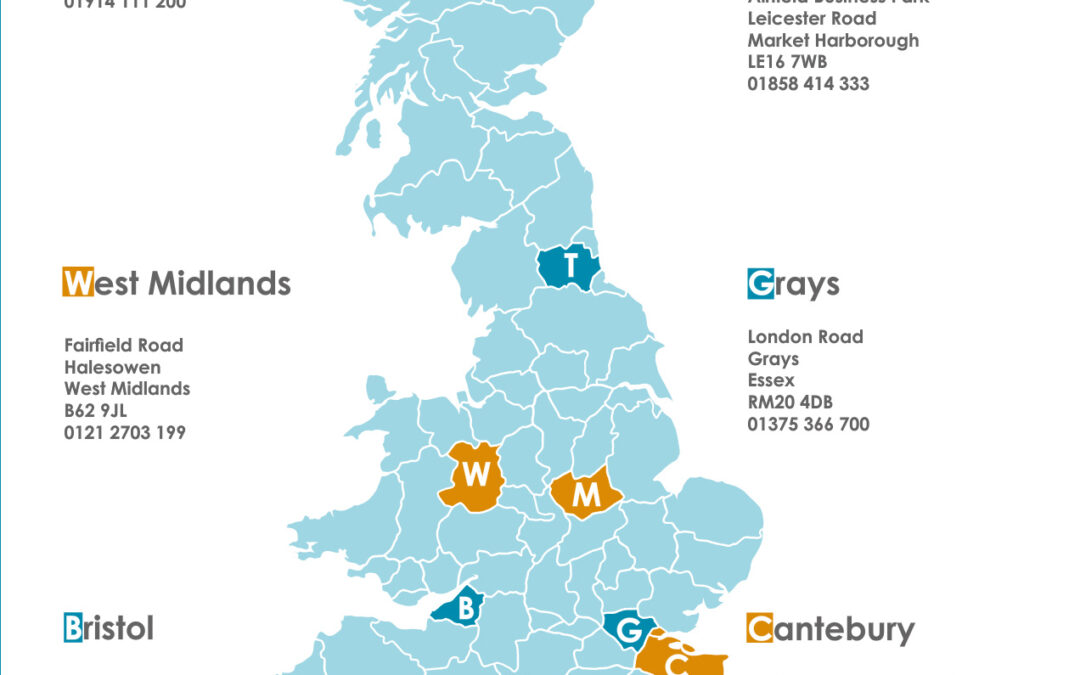 01914 111 200
Airfield Business Park
Leicester Road
Market Harborough
LE16 7WB
01858 414 333
T
West Midlands
Fairfield Road
Halesowen
West Midlands
B62 9JL
0121 2703 199
Grays
London Road
Grays
Essex
RM20 4DB
01375 366 700
W
M
B
G
C
Bristol
Cantebury